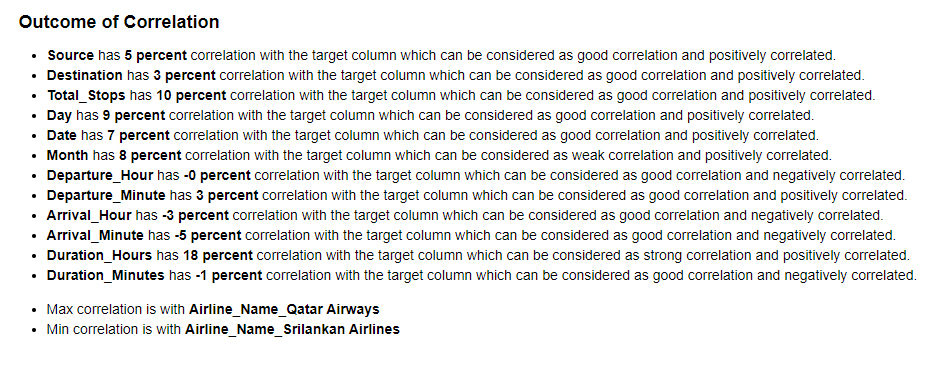 Outcome of Correlation
• Source has 5 percent correlation with the target column which can be considered as good correlation and positively correlated.
• Destination has 3 percent correlation with the target column which can be considered as good correlation and positively correlated.
• Total_Stops has 10 percent correlation with the target column which can be considered as good correlation and positively correlated.
• Day has 9 percent correlation with the target column which can be considered as good correlation and positively correlated.
• Date has 7 percent correlation with the target column which can be considered as good correlation and positively correlated.
• Month has 8 percent correlation with the target column which can be considered as weak correlation and positively correlated.
• Departure_Hour has -0 percent correlation with the target column which can be considered as good correlation and negatively correlated.
• Departure_Minute has 3 percent correlation with the target column which can be considered as good correlation and positively correlated.
• Arrival_Hour has -3 percent correlation with the target column which can be considered as good correlation and negatively correlated.
• Arrival_Minute has -5 percent correlation with the target column which can be considered as good correlation and negatively correlated.
• Duration_Hours has 18 percent correlation with the target column which can be considered as strong correlation and positively correlated.
• Duration_Minutes has -1 percent correlation with the target column which can be considered as good correlation and negatively correlated.
• Max correlation is with Airline_Name_Qatar Airways
• Min correlation is with Airline_Name_Srilankan Airlines